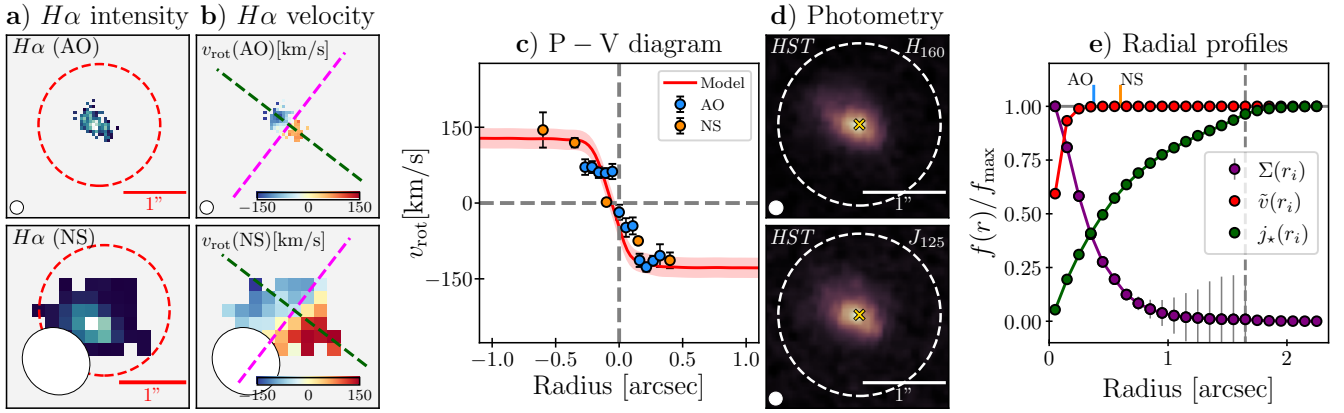 a) Hα intensity
Hα (AO)
1”
Hα (NS)
1”
b) Hα velocity
v_rot(AO)[km/s]
−150 0 150
v_rot(NS)[km/s]
−150 0 150
c) P − V diagram
Model
AO
NS
150
0
−150
v_rot[km/s]
−1.0 −0.5 0.0 0.5 1.0
Radius [arcsec]
d) Photometry
HST H₁₆₀
1”
HST J₁₂₅
1”
e) Radial profiles
AO NS
1.00
0.75
0.50
0.25
0.00
f(r)/f_max
Σ(r_i)
ṽ(r_i)
j_⋆(r_i)
0 1 2
Radius [arcsec]